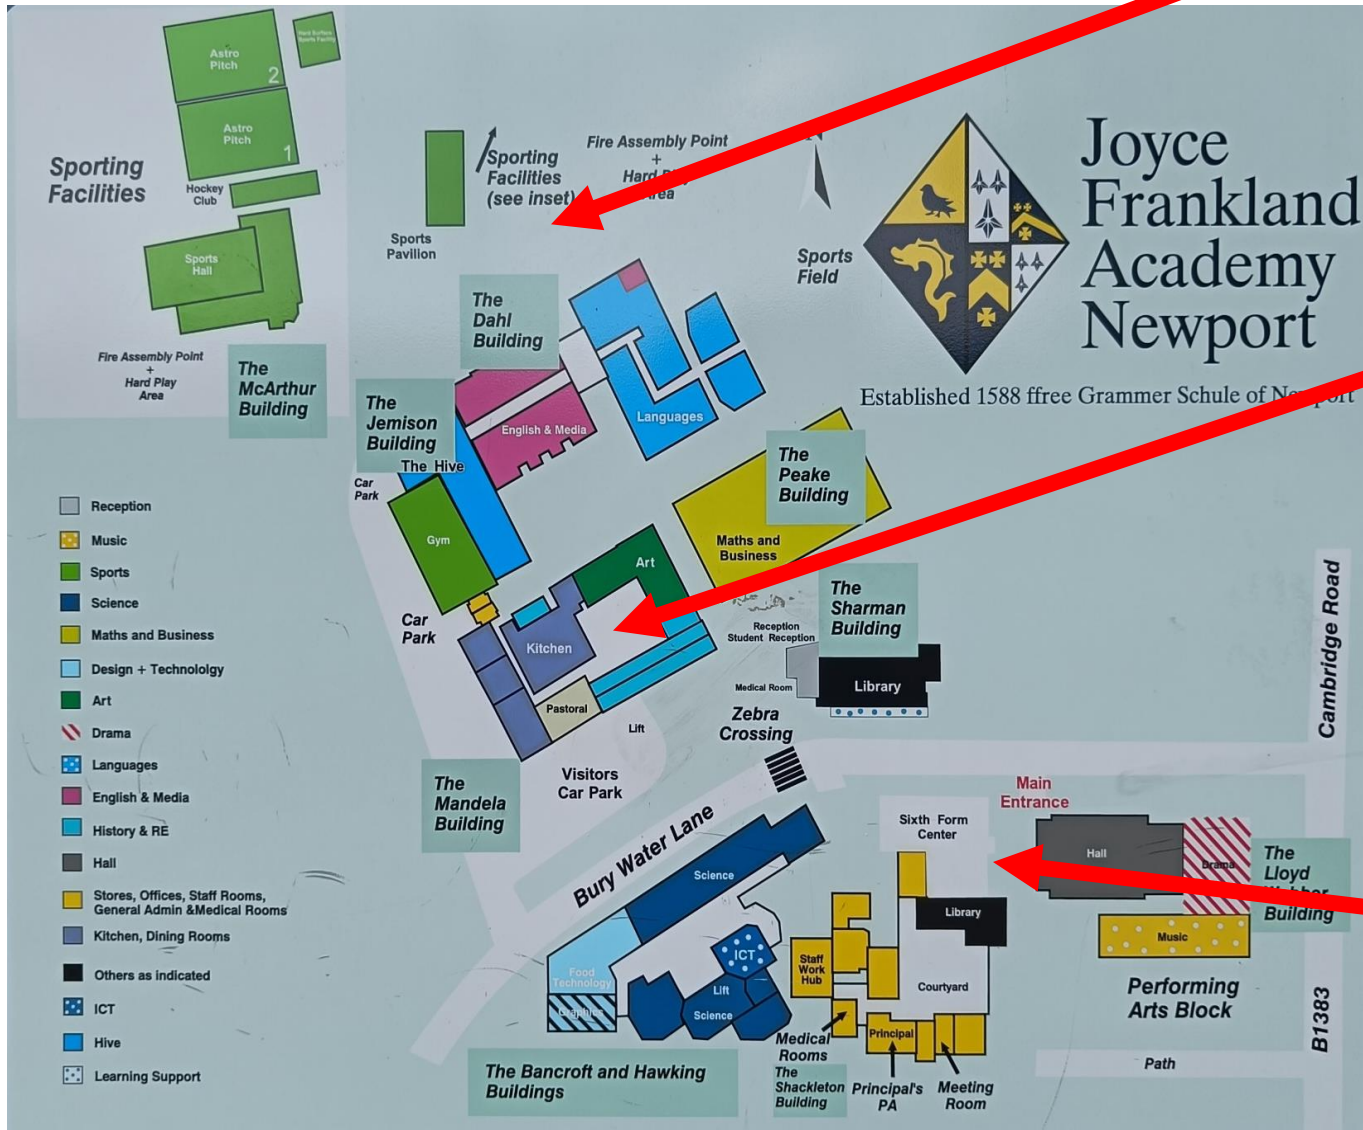 Astro
Pitch
2
Astro
Pitch
1
Hockey
Club
Sporting
Facilities
Sports
Hall
Fire Assembly Point
+
Hard Play
Area
The
McArthur
Building
Sports
Pavilion
Sporting
Facilities
(see inset)
Fire Assembly Point
+
Hard Play
Area
Sports
Field
Joyce
Frankland
Academy
Newport
Established 1588 ffree Grammer Schule of Newport
The
Dahl
Building
The
Jemison
Building
The Hive
Car
Park
English & Media
Languages
Gym
The
Peake
Building
Maths and
Business
Art
Car
Park
Kitchen
Pastoral
Lift
The
Sharman
Building
Reception
Student Reception
Medical Room
Library
Zebra
Crossing
Visitors
Car Park
The
Mandela
Building
Cambridge Road
Bury Water Lane
Main
Entrance
Sixth Form
Center
Hall
Drama
The
Lloyd
Building
Music
Performing
Arts Block
Science
Library
ICT
Lift
Science
Food
Technology
Graphics
Staff
Work
Hub
Courtyard
Principal
Medical
Rooms
The
Shackleton
Building
Principal's
PA
Meeting
Room
Path
B1383
The Bancroft and Hawking
Buildings
Reception
Music
Sports
Science
Maths and Business
Design + Technololgy
Art
Drama
Languages
English & Media
History & RE
Hall
Stores, Offices, Staff Rooms,
General Admin &Medical Rooms
Kitchen, Dining Rooms
Others as indicated
ICT
Hive
Learning Support